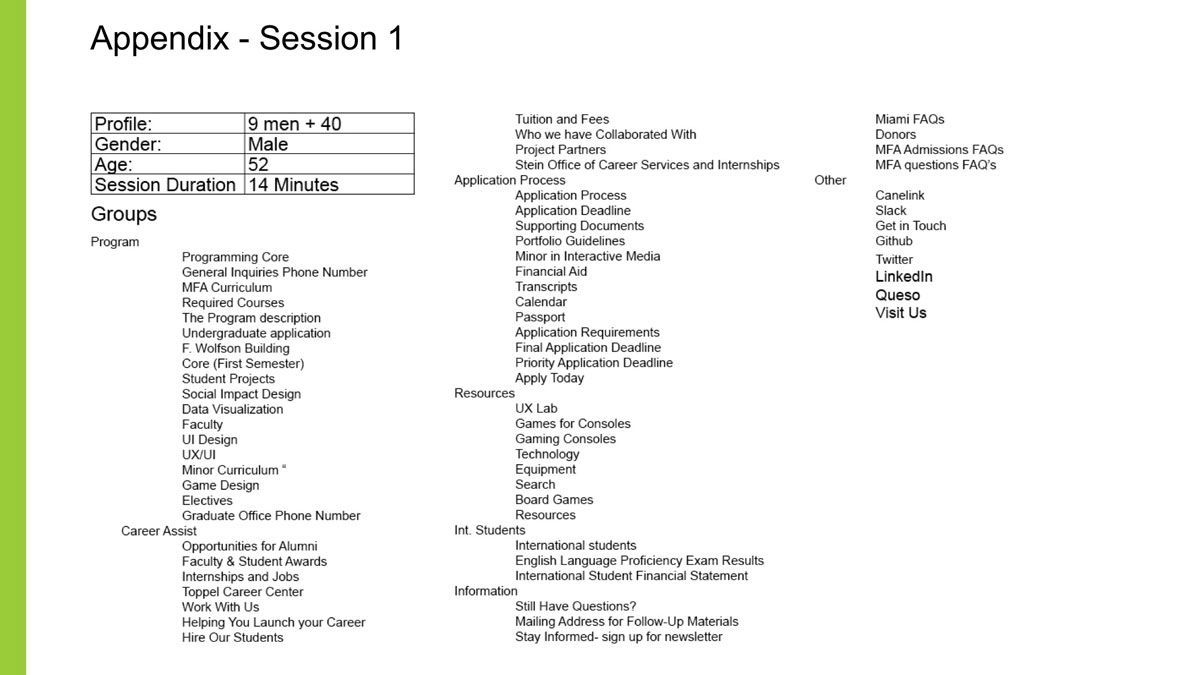 Appendix - Session 1
Profile: 9 men + 40
Gender: Male
Age: 52
Session Duration 14 Minutes
Groups
Program
Programming Core
General Inquiries Phone Number
MFA Curriculum
Required Courses
The Program description
Undergraduate application
F. Wolfson Building
Core (First Semester)
Student Projects
Social Impact Design
Data Visualization
Faculty
UI Design
UX/UI
Minor Curriculum “
Game Design
Electives
Graduate Office Phone Number
Career Assist
Opportunities for Alumni
Faculty & Student Awards
Internships and Jobs
Toppel Career Center
Work With Us
Helping You Launch your Career
Hire Our Students
Tuition and Fees
Who we have Collaborated With
Project Partners
Stein Office of Career Services and Internships
Application Process
Application Process
Application Deadline
Supporting Documents
Portfolio Guidelines
Minor in Interactive Media
Financial Aid
Transcripts
Calendar
Passport
Application Requirements
Final Application Deadline
Priority Application Deadline
Apply Today
Resources
UX Lab
Games for Consoles
Gaming Consoles
Technology
Equipment
Search
Board Games
Resources
Int. Students
International students
English Language Proficiency Exam Results
International Student Financial Statement
Information
Still Have Questions?
Mailing Address for Follow-Up Materials
Stay Informed- sign up for newsletter
Miami FAQs
Donors
MFA Admissions FAQs
MFA questions FAQ's
Other
Canelink
Slack
Get in Touch
Github
Twitter
LinkedIn
Queso
Visit Us